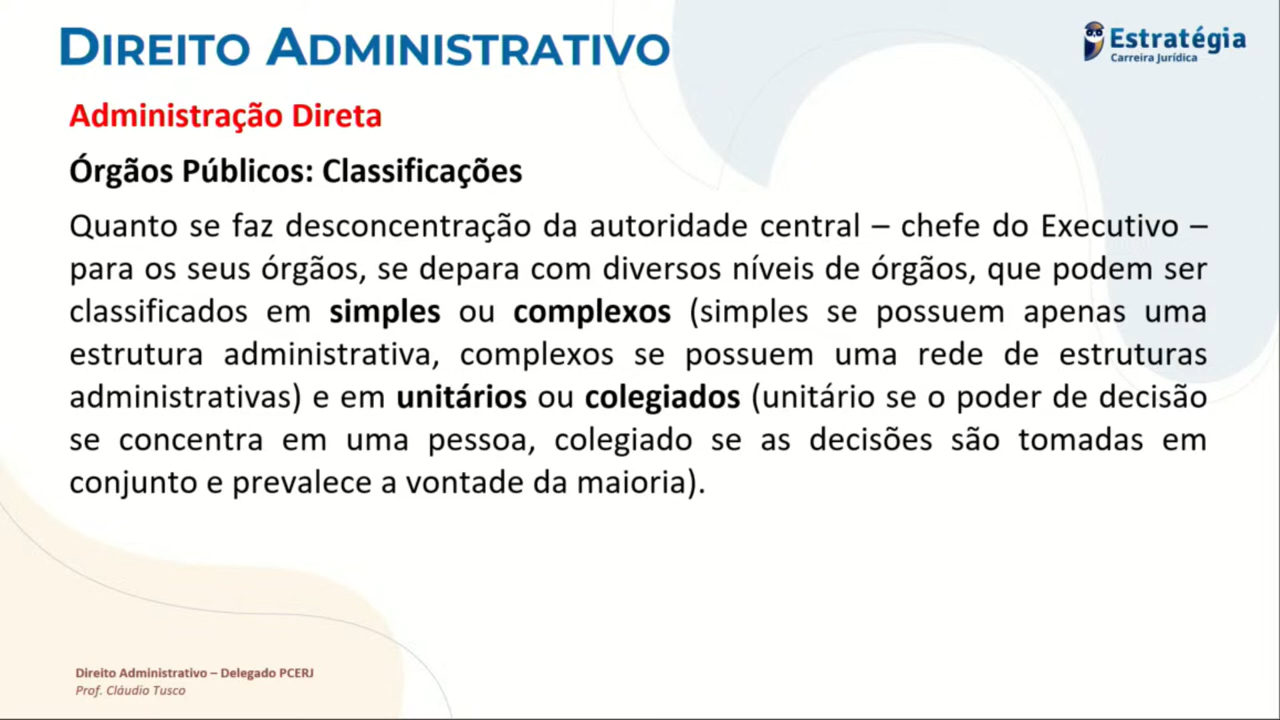 DIREITO ADMINISTRATIVO
Estratégia
Carreira Jurídica
Administração Direta
Órgãos Públicos: Classificações
Quanto se faz desconcentração da autoridade central – chefe do Executivo –
para os seus órgãos, se depara com diversos níveis de órgãos, que podem ser
classificados em simples ou complexos (simples se possuem apenas uma
estrutura administrativa, complexos se possuem uma rede de estruturas
administrativas) e em unitários ou colegiados (unitário se o poder de decisão
se concentra em uma pessoa, colegiado se as decisões são tomadas em
conjunto e prevalece a vontade da maioria).
Direito Administrativo – Delegado PCERJ
Prof. Cláudio Tusco